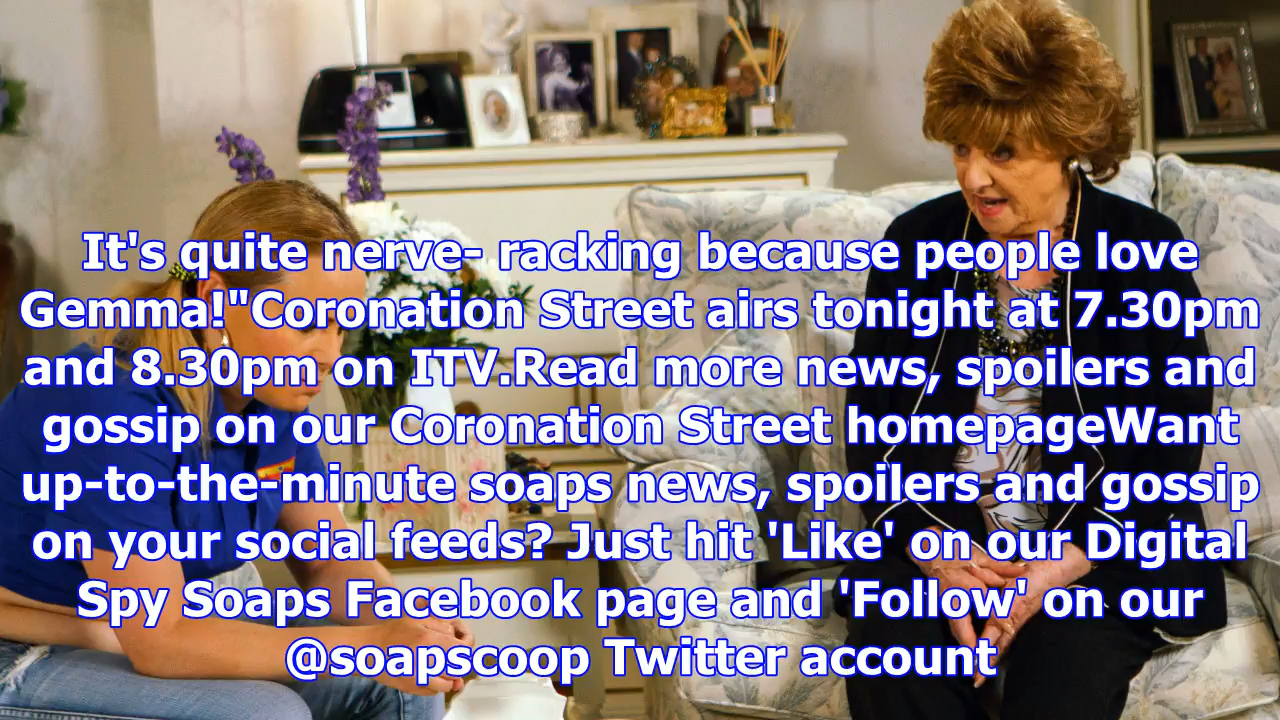 It's quite nerve- racking because people love
Gemma!"Coronation Street airs tonight at 7.30pm
and 8.30pm on ITV.Read more news, spoilers and
gossip on our Coronation Street homepageWant
up-to-the-minute soaps news, spoilers and gossip
on your social feeds? Just hit 'Like' on our Digital
Spy Soaps Facebook page and 'Follow' on our
@soapscoop Twitter account